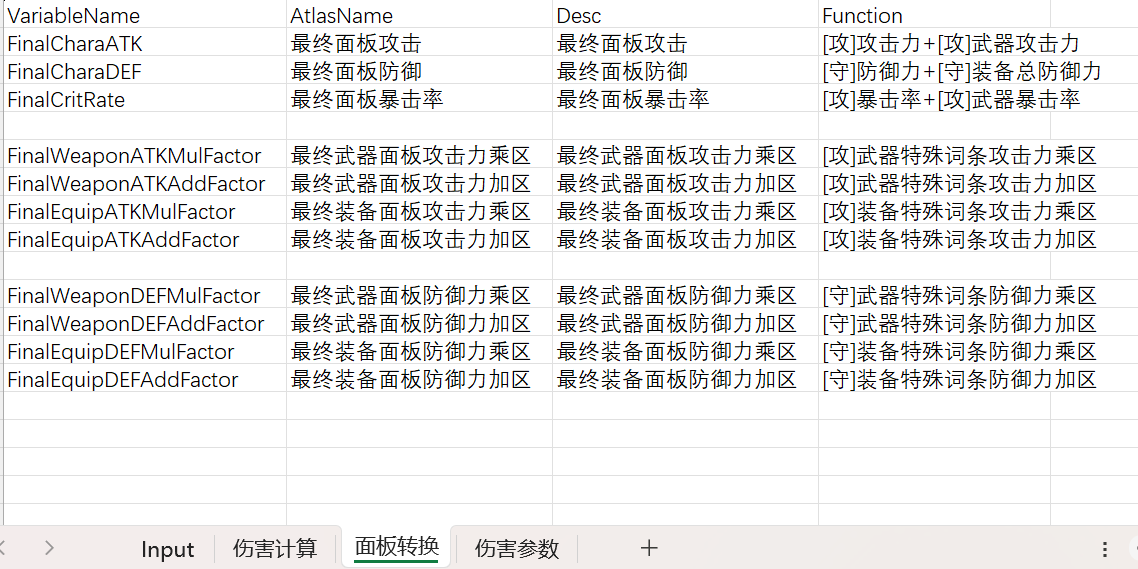 VariableName AtlasName Desc Function
FinalCharaATK 最终面板攻击 最终面板攻击 [攻]攻击力+[攻]武器攻击力
FinalCharaDEF 最终面板防御 最终面板防御 [守]防御力+[守]装备总防御力
FinalCritRate 最终面板暴击率 最终面板暴击率 [攻]暴击率+[攻]武器暴击率
FinalWeaponATKMulFactor 最终武器面板攻击力乘区 最终武器面板攻击力乘区 [攻]武器特殊词条攻击力乘区
FinalWeaponATKAddFactor 最终武器面板攻击力加区 最终武器面板攻击力加区 [攻]武器特殊词条攻击力加区
FinalEquipATKMulFactor 最终装备面板攻击力乘区 最终装备面板攻击力乘区 [攻]装备特殊词条攻击力乘区
FinalEquipATKAddFactor 最终装备面板攻击力加区 最终装备面板攻击力加区 [攻]装备特殊词条攻击力加区
FinalWeaponDEFMulFactor 最终武器面板防御力乘区 最终武器面板防御力乘区 [守]武器特殊词条防御力乘区
FinalWeaponDEFAddFactor 最终武器面板防御力加区 最终武器面板防御力加区 [守]武器特殊词条防御力加区
FinalEquipDEFMulFactor 最终装备面板防御力乘区 最终装备面板防御力乘区 [守]装备特殊词条防御力乘区
FinalEquipDEFAddFactor 最终装备面板防御力加区 最终装备面板防御力加区 [守]装备特殊词条防御力加区
Input 伤害计算 面板转换 伤害参数